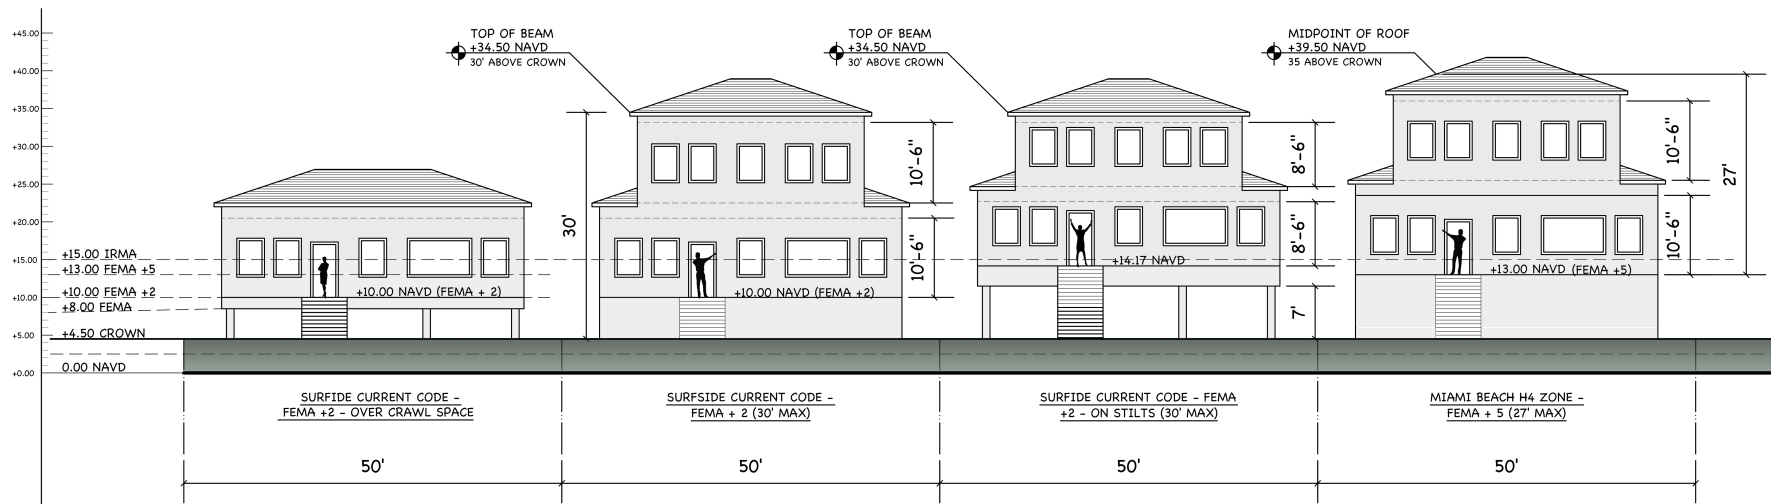 +45.00
+40.00
+35.00
+30.00
+25.00
+20.00
+15.00
+10.00
+5.00
+0.00
+15.00 IRMA
+13.00 FEMA +5
+10.00 FEMA +2
+8.00 FEMA
+4.50 CROWN
0.00 NAVD
+10.00 NAVD (FEMA + 2)
SURFIDE CURRENT CODE -
FEMA +2 - OVER CRAWL SPACE
50'
TOP OF BEAM
+34.50 NAVD
30' ABOVE CROWN
30'
10'-6"
10'-6"
+10.00 NAVD (FEMA +2)
SURFSIDE CURRENT CODE -
FEMA + 2 (30' MAX)
50'
TOP OF BEAM
+34.50 NAVD
30' ABOVE CROWN
8'-6"
8'-6"
7'
+14.17 NAVD
SURFIDE CURRENT CODE - FEMA
+2 - ON STILTS (30' MAX)
50'
MIDPOINT OF ROOF
+39.50 NAVD
35 ABOVE CROWN
10'-6"
10'-6"
27'
+13.00 NAVD (FEMA +5)
MIAMI BEACH H4 ZONE -
FEMA + 5 (27' MAX)
50'